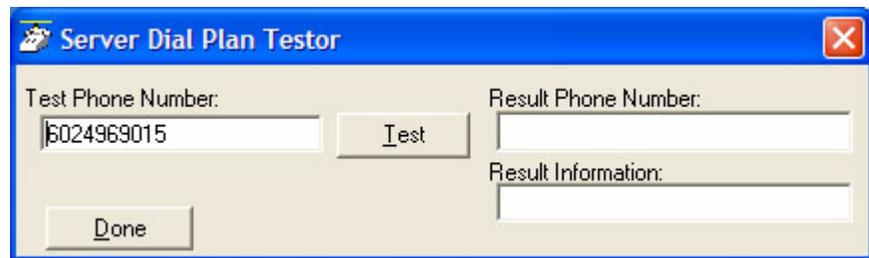 Server Dial Plan Testor
Test Phone Number:
6024969015
Test
Result Phone Number:
Result Information:
Done